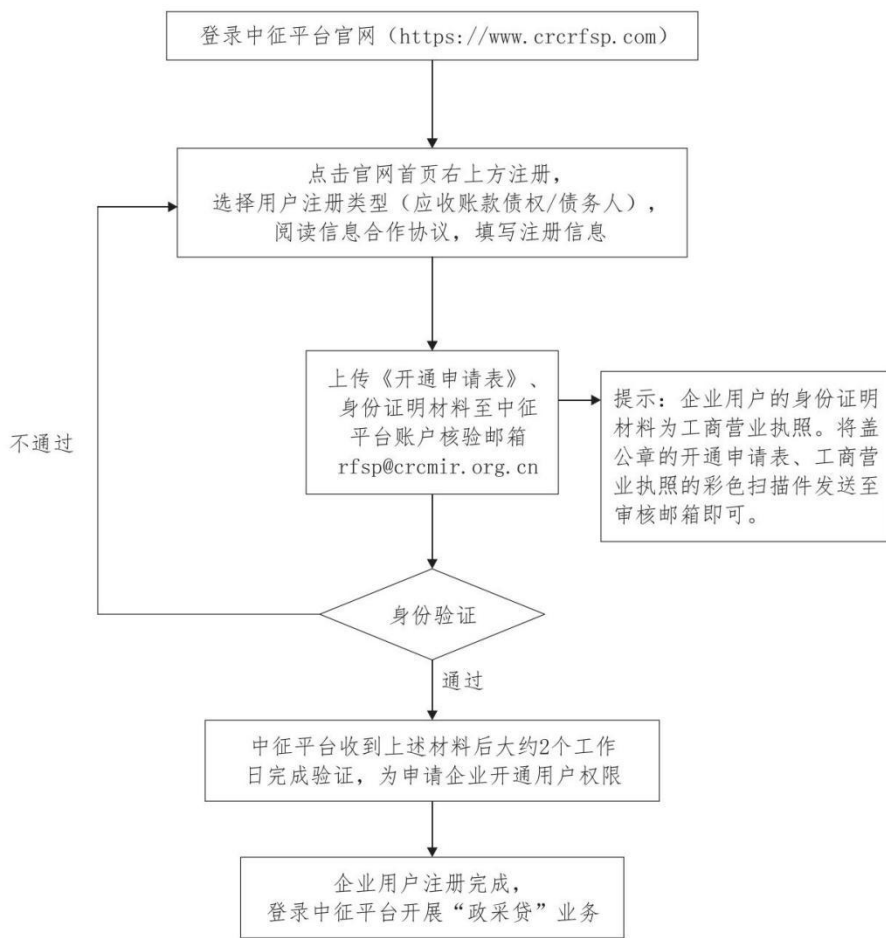 登录中征平台官网（https://www.crcrfsp.com）
点击官网首页右上方注册，
选择用户注册类型（应收账款债权/债务人），
阅读信息合作协议，填写注册信息
上传《开通申请表》、
身份证明材料至中征
平台账户核验邮箱
rfsp@crcmir.org.cn
提示：企业用户的身份证明
材料为工商营业执照。将盖
公章的开通申请表、工商营
业执照的彩色扫描件发送至
审核邮箱即可。
不通过
身份验证
通过
中征平台收到上述材料后大约2个工作
日完成验证，为申请企业开通用户权限
企业用户注册完成，
登录中征平台开展“政采贷”业务